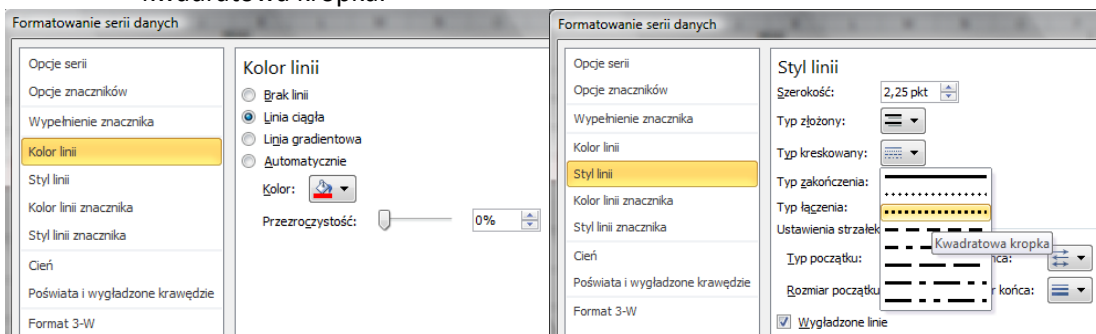 kwadratowa kropka.
Formatowanie serii danych
Opcje serii
Opcje znaczników
Wypełnienie znacznika
Kolor linii
Styl linii
Kolor linii znacznika
Styl linii znacznika
Cień
Poświata i wygładzone krawędzie
Format 3-W
Kolor linii
Brak linii
Linia ciągła
Linia gradientowa
Automatycznie
Kolor:
Przezroczystość: 0%
Formatowanie serii danych
Opcje serii
Opcje znaczników
Wypełnienie znacznika
Kolor linii
Styl linii
Kolor linii znacznika
Styl linii znacznika
Cień
Poświata i wygładzone krawędzie
Format 3-W
Styl linii
Szerokość: 2,25 pkt
Typ złożony:
Typ kreskowany:
Typ zakończenia:
Typ łączenia:
Ustawienia strzałek
Kwadratowa kropka
Typ początku:
Rozmiar początku
końca:
Wygładzone linie